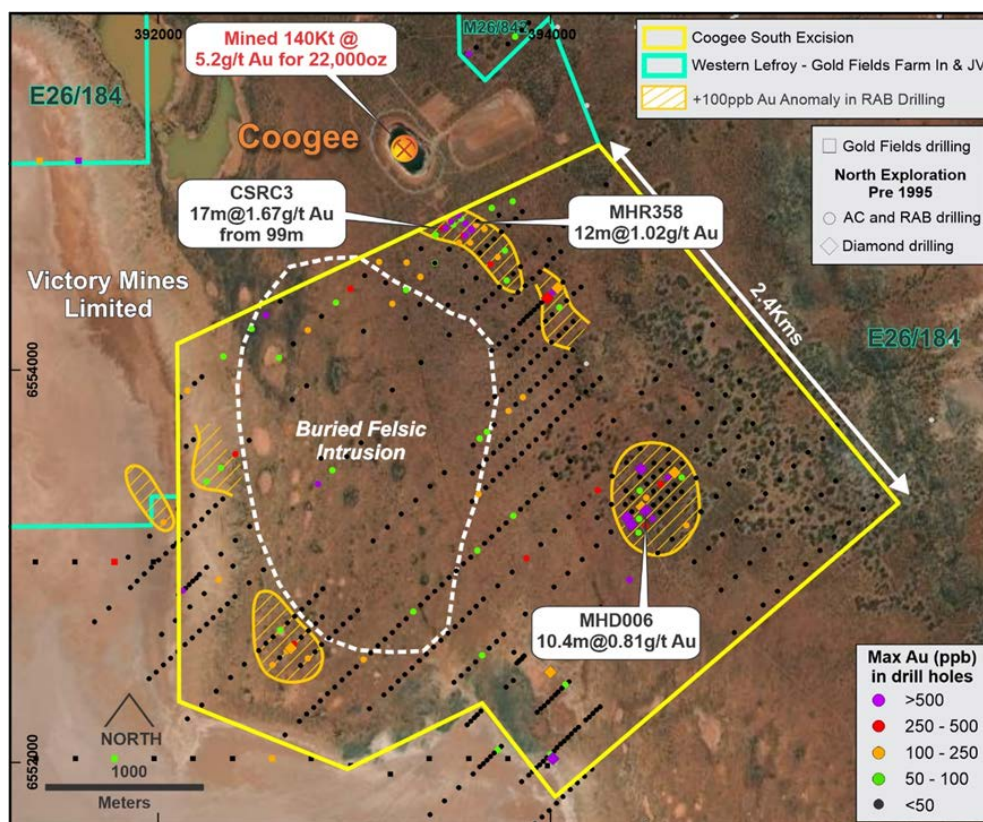 392000
394000
M26/842
Mined 140Kt @
5.2g/t Au for 22,000oz
Coogee South Excision
Western Lefroy - Gold Fields Farm In & JV
+100ppb Au Anomaly in RAB Drilling
E26/184
Coogee
Gold Fields drilling
North Exploration
Pre 1995
AC and RAB drilling
Diamond drilling
CSRC3
17m@1.67g/t Au
from 99m
MHR358
12m@1.02g/t Au
Victory Mines
Limited
2.4Kms
E26/184
6554000
Buried Felsic
Intrusion
MHD006
10.4m@0.81g/t Au
Max Au (ppb)
in drill holes
>500
250 - 500
100 - 250
50 - 100
<50
NORTH
1000
Meters
6552000